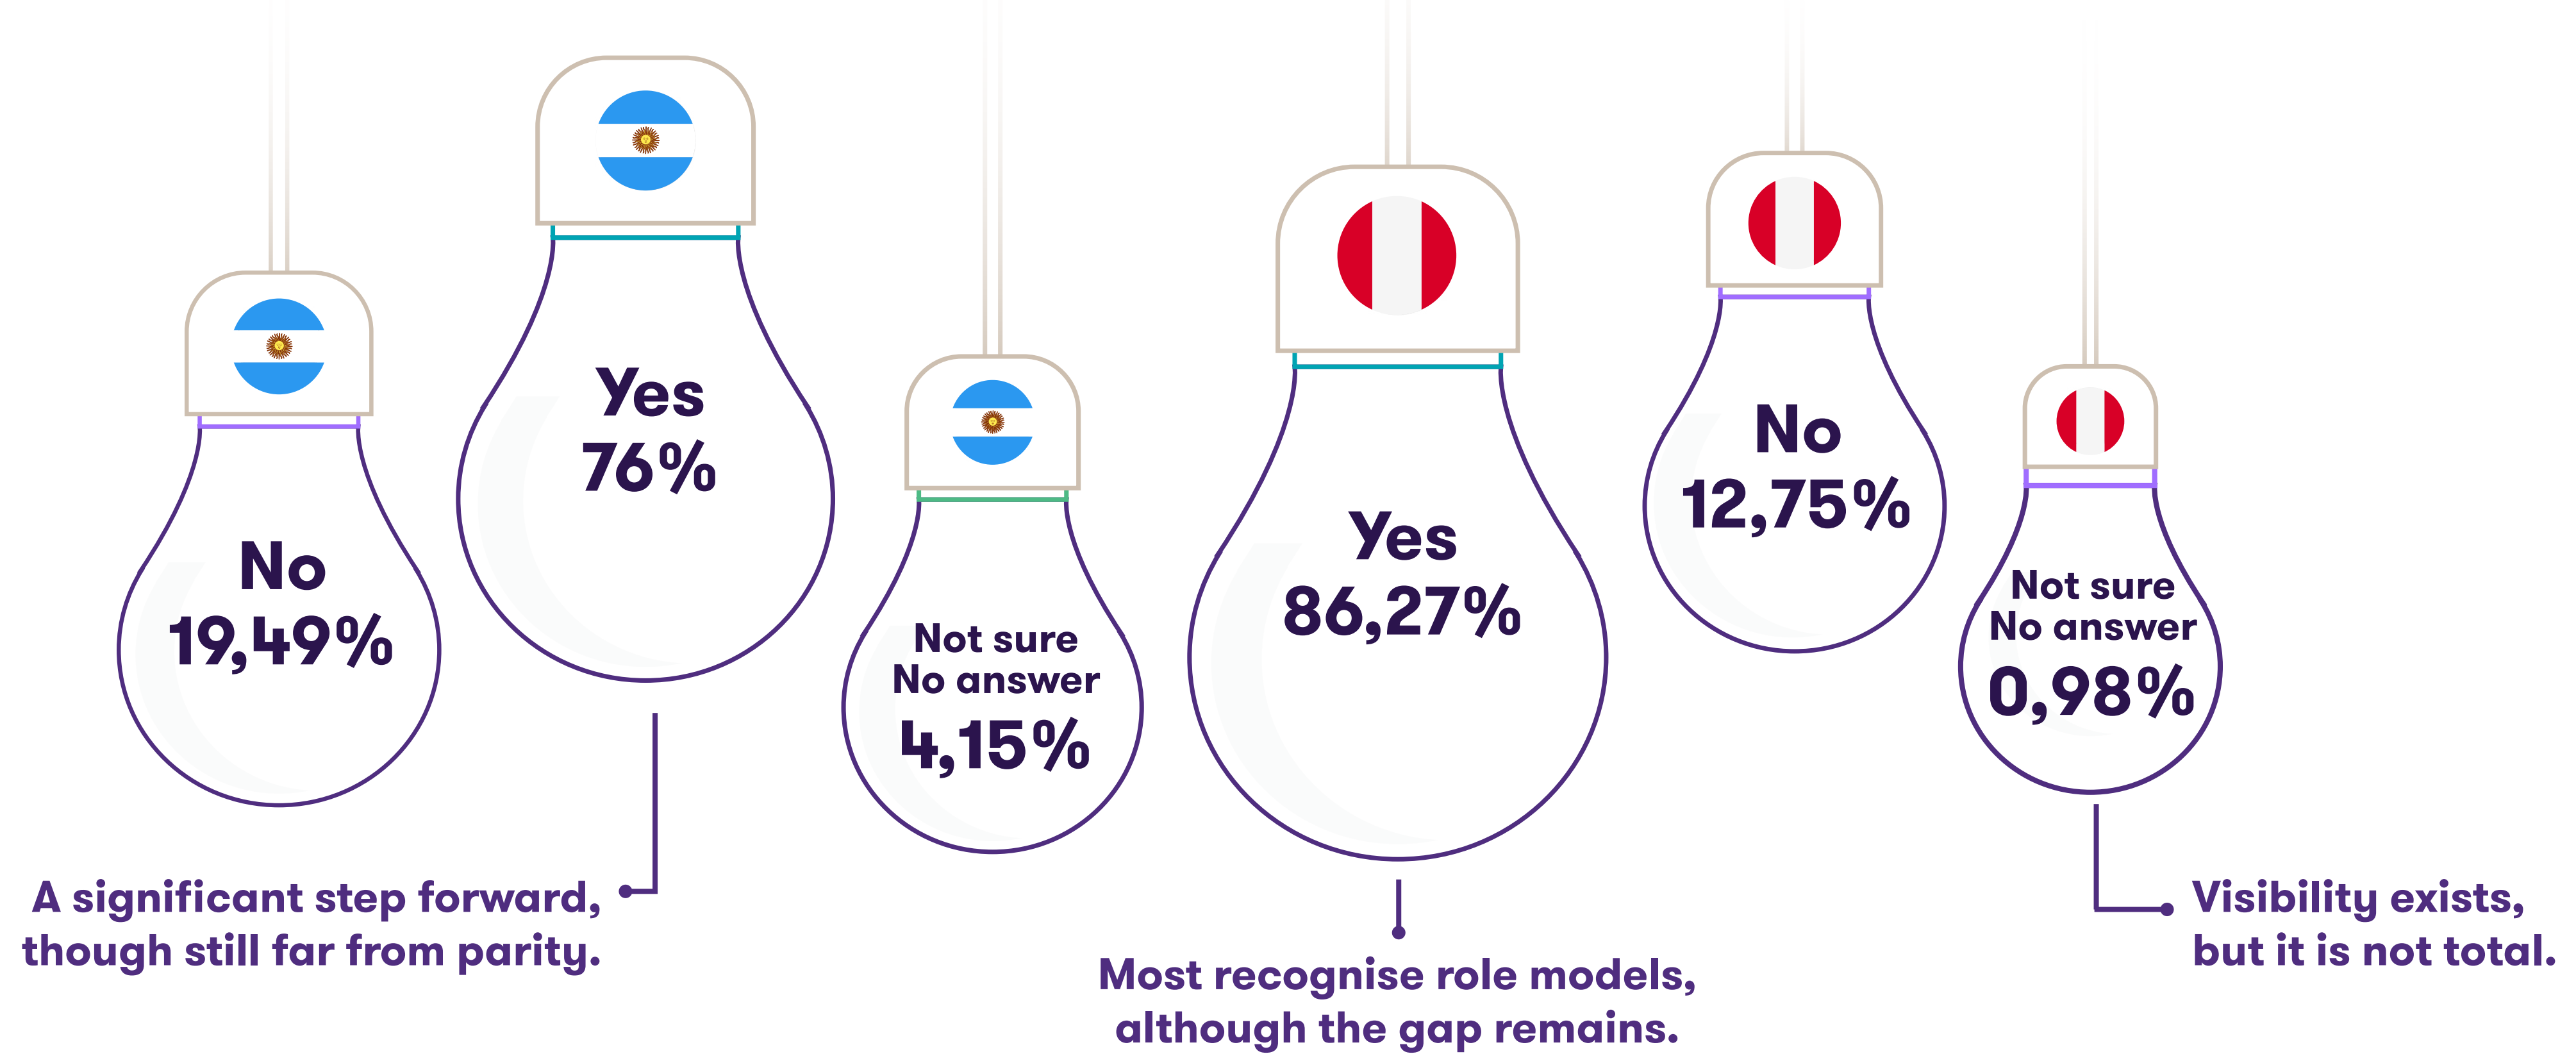 No
19,49%
Yes
76%
Not sure
No answer
4,15%
Yes
86,27%
No
12,75%
Not sure
No answer
0,98%
A significant step forward,
though still far from parity.
Most recognise role models,
although the gap remains.
Visibility exists,
but it is not total.